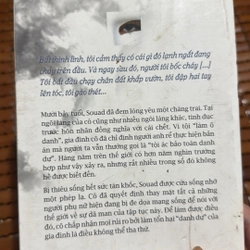 Bất thình lình, tôi cảm thấy có cái gì đó lạnh ngắt đang
chảy trên đầu. Và ngay sau đó, người tôi bốc cháy [...]
Tôi bắt đầu chạy chân đất khắp vườn, tôi đập hai tay
lên tóc, tôi gào thét...
Mười bảy tuổi, Souad đã đem lòng yêu một chàng trai. Tại
ngôi làng của cô cũng như nhiều ngôi làng khác, tình dục
trước hôn nhân đồng nghĩa với cái chết. Vì tội "làm ô
danh", gia đình cô đã chỉ định người anh rể thực hiện bản
án mà người ta vẫn thường gọi là "tội ác bảo toàn danh
dự". Hàng năm trên thế giới có hơn năm nghìn trường
hợp như vậy xảy ra, nhưng rất nhiều trong số đó không
hề được biết đến.
Bị thiêu sống hết sức tàn khốc, Souad được cứu sống nhờ
một phép lạ. Cô đã quyết định thay mặt tất cả những
người phụ nữ hiện đang bị đe dọa mạng sống để nói với
thế giới về sự dã man của tập tục này. Để làm được điều
đó, cô chấp nhận mọi rủi ro bởi làm tổn hại "danh dự" của
gia đình là điều không thể tha thứ.